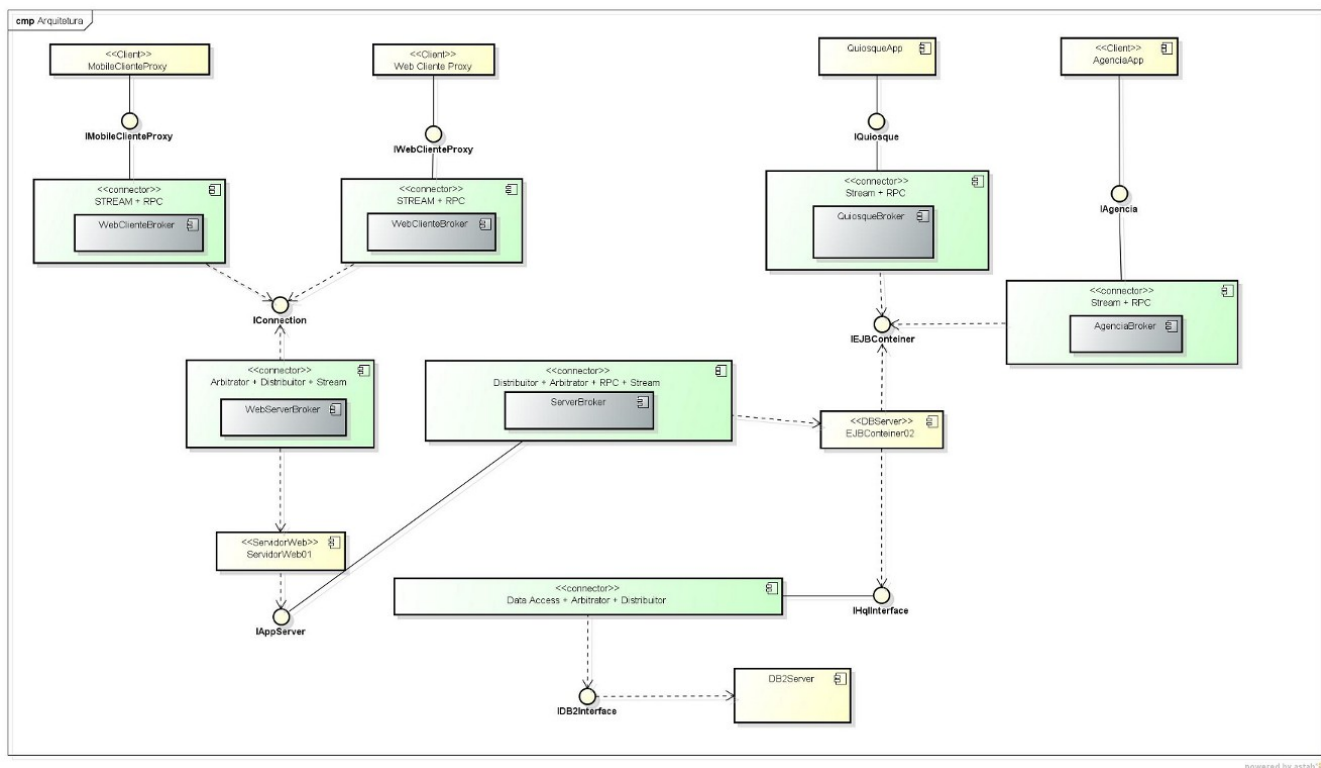 cmp Arquitetura
<<Client>>
MobileClienteProxy
<<Client>>
Web Cliente Proxy
QuiosqueApp
<<Client>>
AgenciaApp
IMobileClienteProxy
IWebClienteProxy
IQuiosque
IAgencia
<<connector>>
STREAM + RPC
WebClienteBroker
<<connector>>
STREAM + RPC
WebClienteBroker
<<connector>>
Stream + RPC
QuiosqueBroker
<<connector>>
Stream + RPC
AgenciaBroker
IConnection
IEJBConteiner
<<connector>>
Arbitrator + Distribuitor + Stream
WebServerBroker
<<connector>>
Distribuitor + Arbitrator + RPC + Stream
ServerBroker
<<DBServer>>
EJBConteiner02
<<ServidorWeb>>
ServidorWeb01
IAppServer
<<connector>>
Data Access + Arbitrator + Distribuitor
IHqlInterface
IDB2Interface
DB2Server
powered by astah